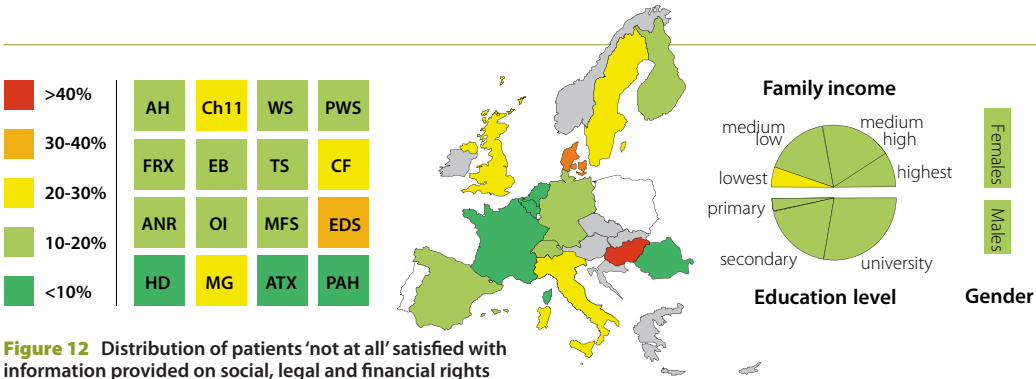 >40%
30-40%
20-30%
10-20%
<10%
AH Ch11 WS PWS
FRX EB TS CF
ANR OI MFS EDS
HD MG ATX PAH
Family income
medium low
medium high
lowest
highest
primary
secondary
university
Education level
Females
Males
Gender
Figure 12 Distribution of patients ‘not at all’ satisfied with
information provided on social, legal and financial rights